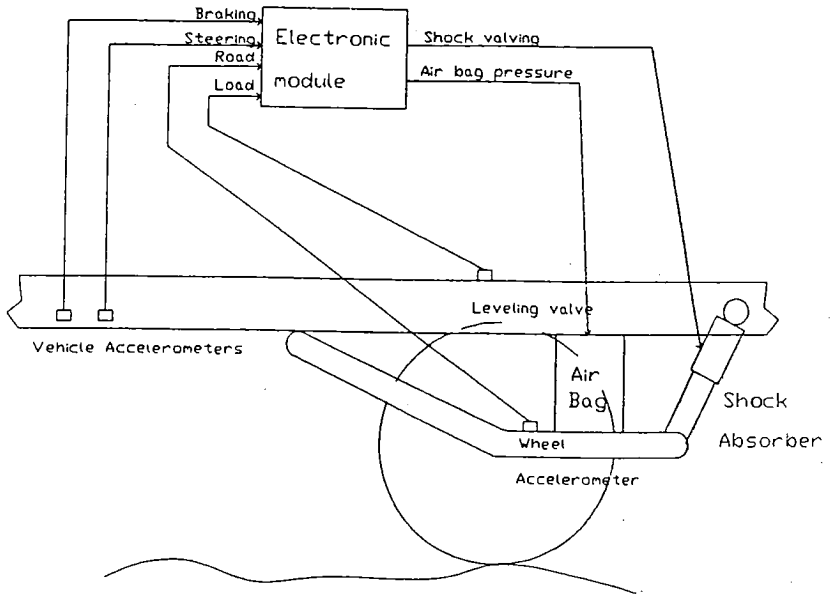 Braking
Steering
Road
Load
Electronic
module
Shock valving
Air bag pressure
Leveling valve
Vehicle Accelerometers
Air
Bag
Shock
Absorber
Wheel
Accelerometer